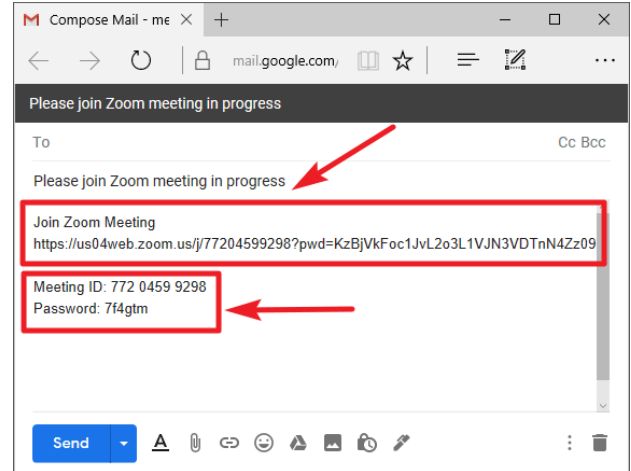 Compose Mail - me
mail.google.com/
Please join Zoom meeting in progress
To Cc Bcc
Please join Zoom meeting in progress
Join Zoom Meeting
https://us04web.zoom.us/j/77204599298?pwd=KzBjVkFoc1JvL2o3L1VJN3VDTnN4Zz09
Meeting ID: 772 0459 9298
Password: 7f4gtm
Send